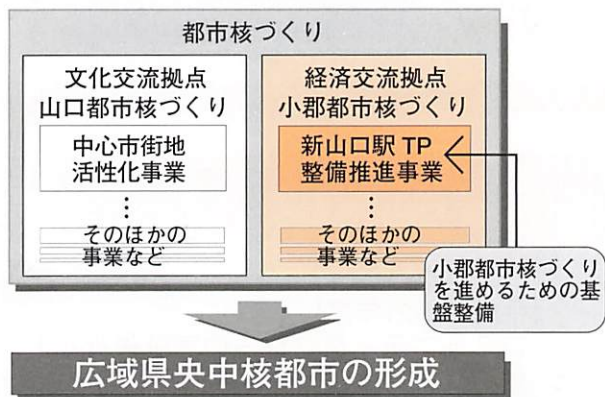 都市核づくり
文化交流拠点
山口都市核づくり
中心市街地
活性化事業
⋮
そのほかの
事業など
経済交流拠点
小郡都市核づくり
新山口駅 TP
整備推進事業
⋮
そのほかの
事業など
小郡都市核づくり
を進めるための基
盤整備
広域県央中核都市の形成